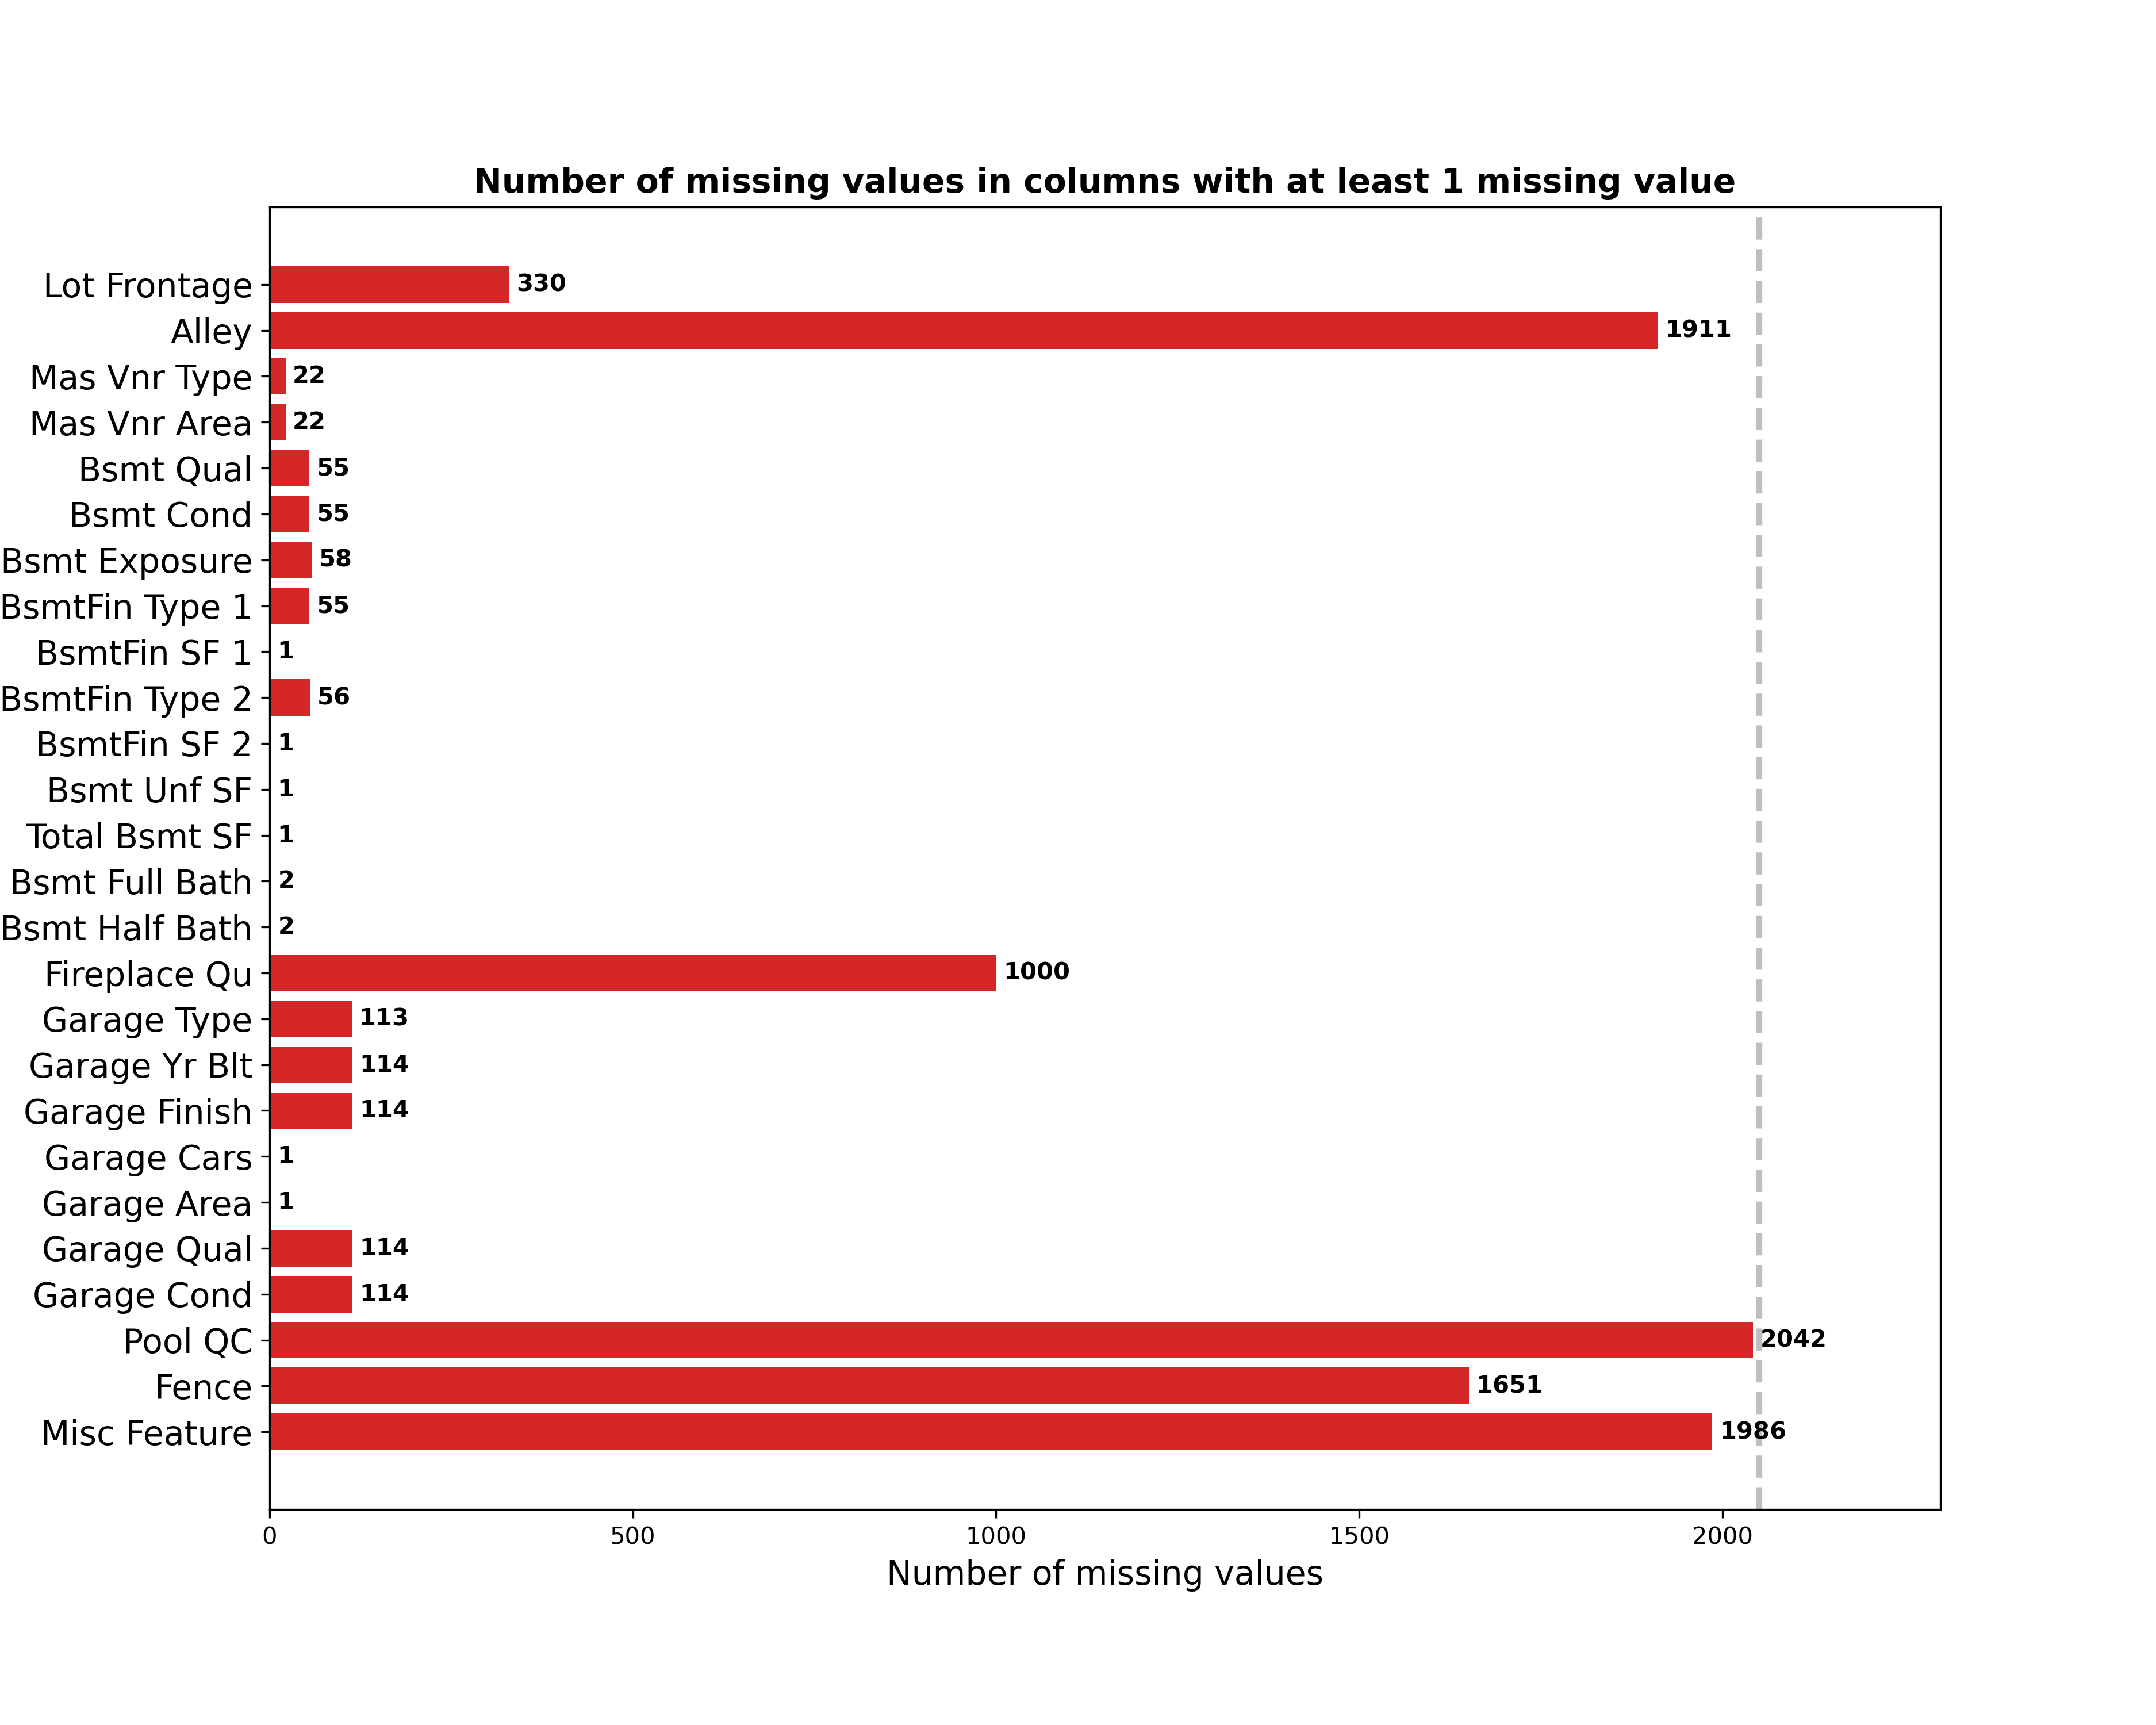 Number of missing values in columns with at least 1 missing value
Lot Frontage 330
Alley 1911
Mas Vnr Type 22
Mas Vnr Area 22
Bsmt Qual 55
Bsmt Cond 55
Bsmt Exposure 58
BsmtFin Type 1 55
BsmtFin SF 1 1
BsmtFin Type 2 56
BsmtFin SF 2 1
Bsmt Unf SF 1
Total Bsmt SF 1
Bsmt Full Bath 2
Bsmt Half Bath 2
Fireplace Qu 1000
Garage Type 113
Garage Yr Blt 114
Garage Finish 114
Garage Cars 1
Garage Area 1
Garage Qual 114
Garage Cond 114
Pool QC 2042
Fence 1651
Misc Feature 1986
0 500 1000 1500 2000
Number of missing values